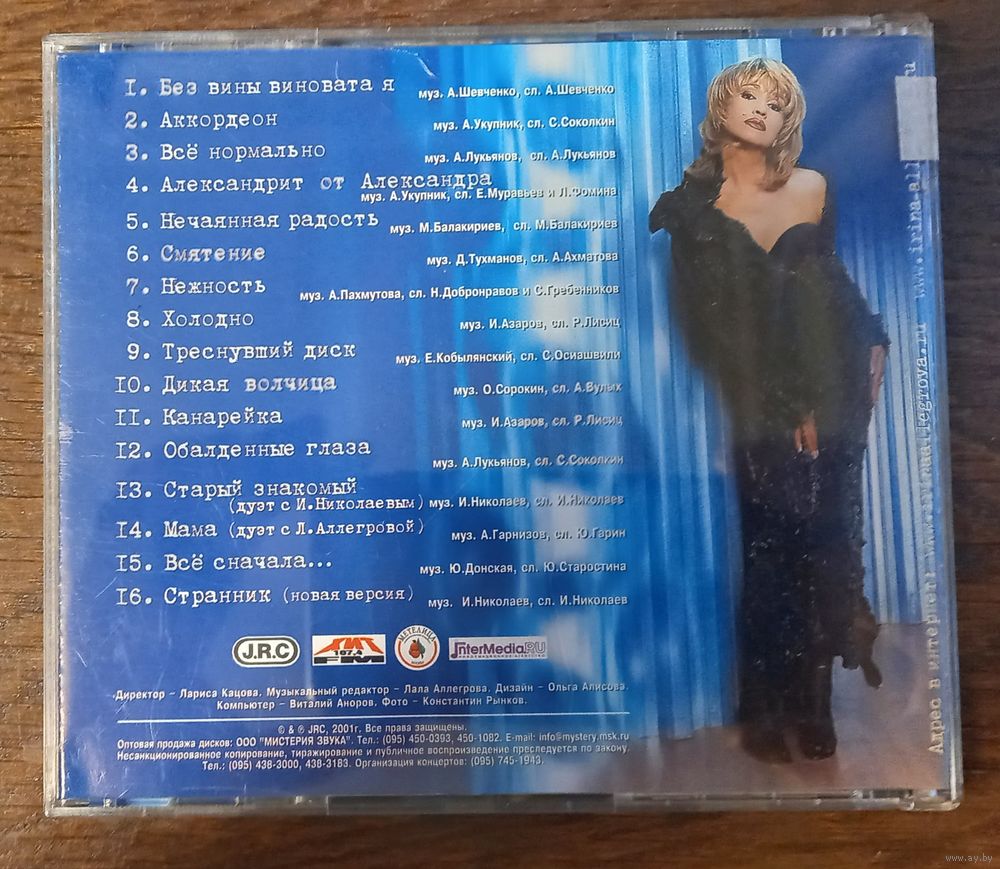 1. Без вины виновата я муз. А.Шевченко, сл. А.Шевченко
2. Аккордеон муз. А.Укупник, сл. С.Соколкин
3. Всё нормально муз. А.Лукьянов, сл. А.Лукьянов
4. Александрит от Александра
муз. А.Укупник, сл. Е.Муравьев и Л.Фомина
5. Нечаянная радость муз. М.Балакириев, сл. М.Балакириев
6. Смятение муз. Д.Тухманов, сл. А.Ахматова
7. Нежность муз. А.Пахмутова, сл. Н.Добронравов и С.Гребенников
8. Холодно муз. И.Азаров, сл. Р.Лисиц
9. Треснувший диск муз. Е.Кобылянский, сл. С.Осиашвили
10. Дикая волчица муз. О.Сорокин, сл. А.Вулых
11. Канарейка муз. И.Азаров, сл. Р.Лисиц
12. Обалденные глаза муз. А.Лукьянов, сл. С.Соколкин
13. Старый знакомый
(дуэт с И.Николаевым) муз. И.Николаев, сл. И.Николаев
14. Мама (дуэт с Л.Аллегровой) муз. А.Гарнизов, сл. Ю.Гарин
15. Всё сначала... муз. Ю.Донская, сл. Ю.Старостина
16. Странник (новая версия) муз. И.Николаев, сл. И.Николаев
J.R.C
ХИТ
107.4
FM
МЕТЕЛИЦА
InterMedia.RU
Директор – Лариса Кацова. Музыкальный редактор – Лала Аллегрова. Дизайн – Ольга Алисова.
Компьютер – Виталий Аноров. Фото – Константин Рынков.
© & ℗ JRC, 2001г. Все права защищены.
Оптовая продажа дисков: ООО "МИСТЕРИЯ ЗВУКА". Тел.: (095) 450-0393, 450-1082. E-mail: info@mystery.msk.ru
Несанкционированное копирование, тиражирование и публичное воспроизведение преследуется по закону.
Тел.: (095) 438-3000, 438-3183. Организация концертов: (095) 745-1943.
Адрес в интернет:
www.ay.by